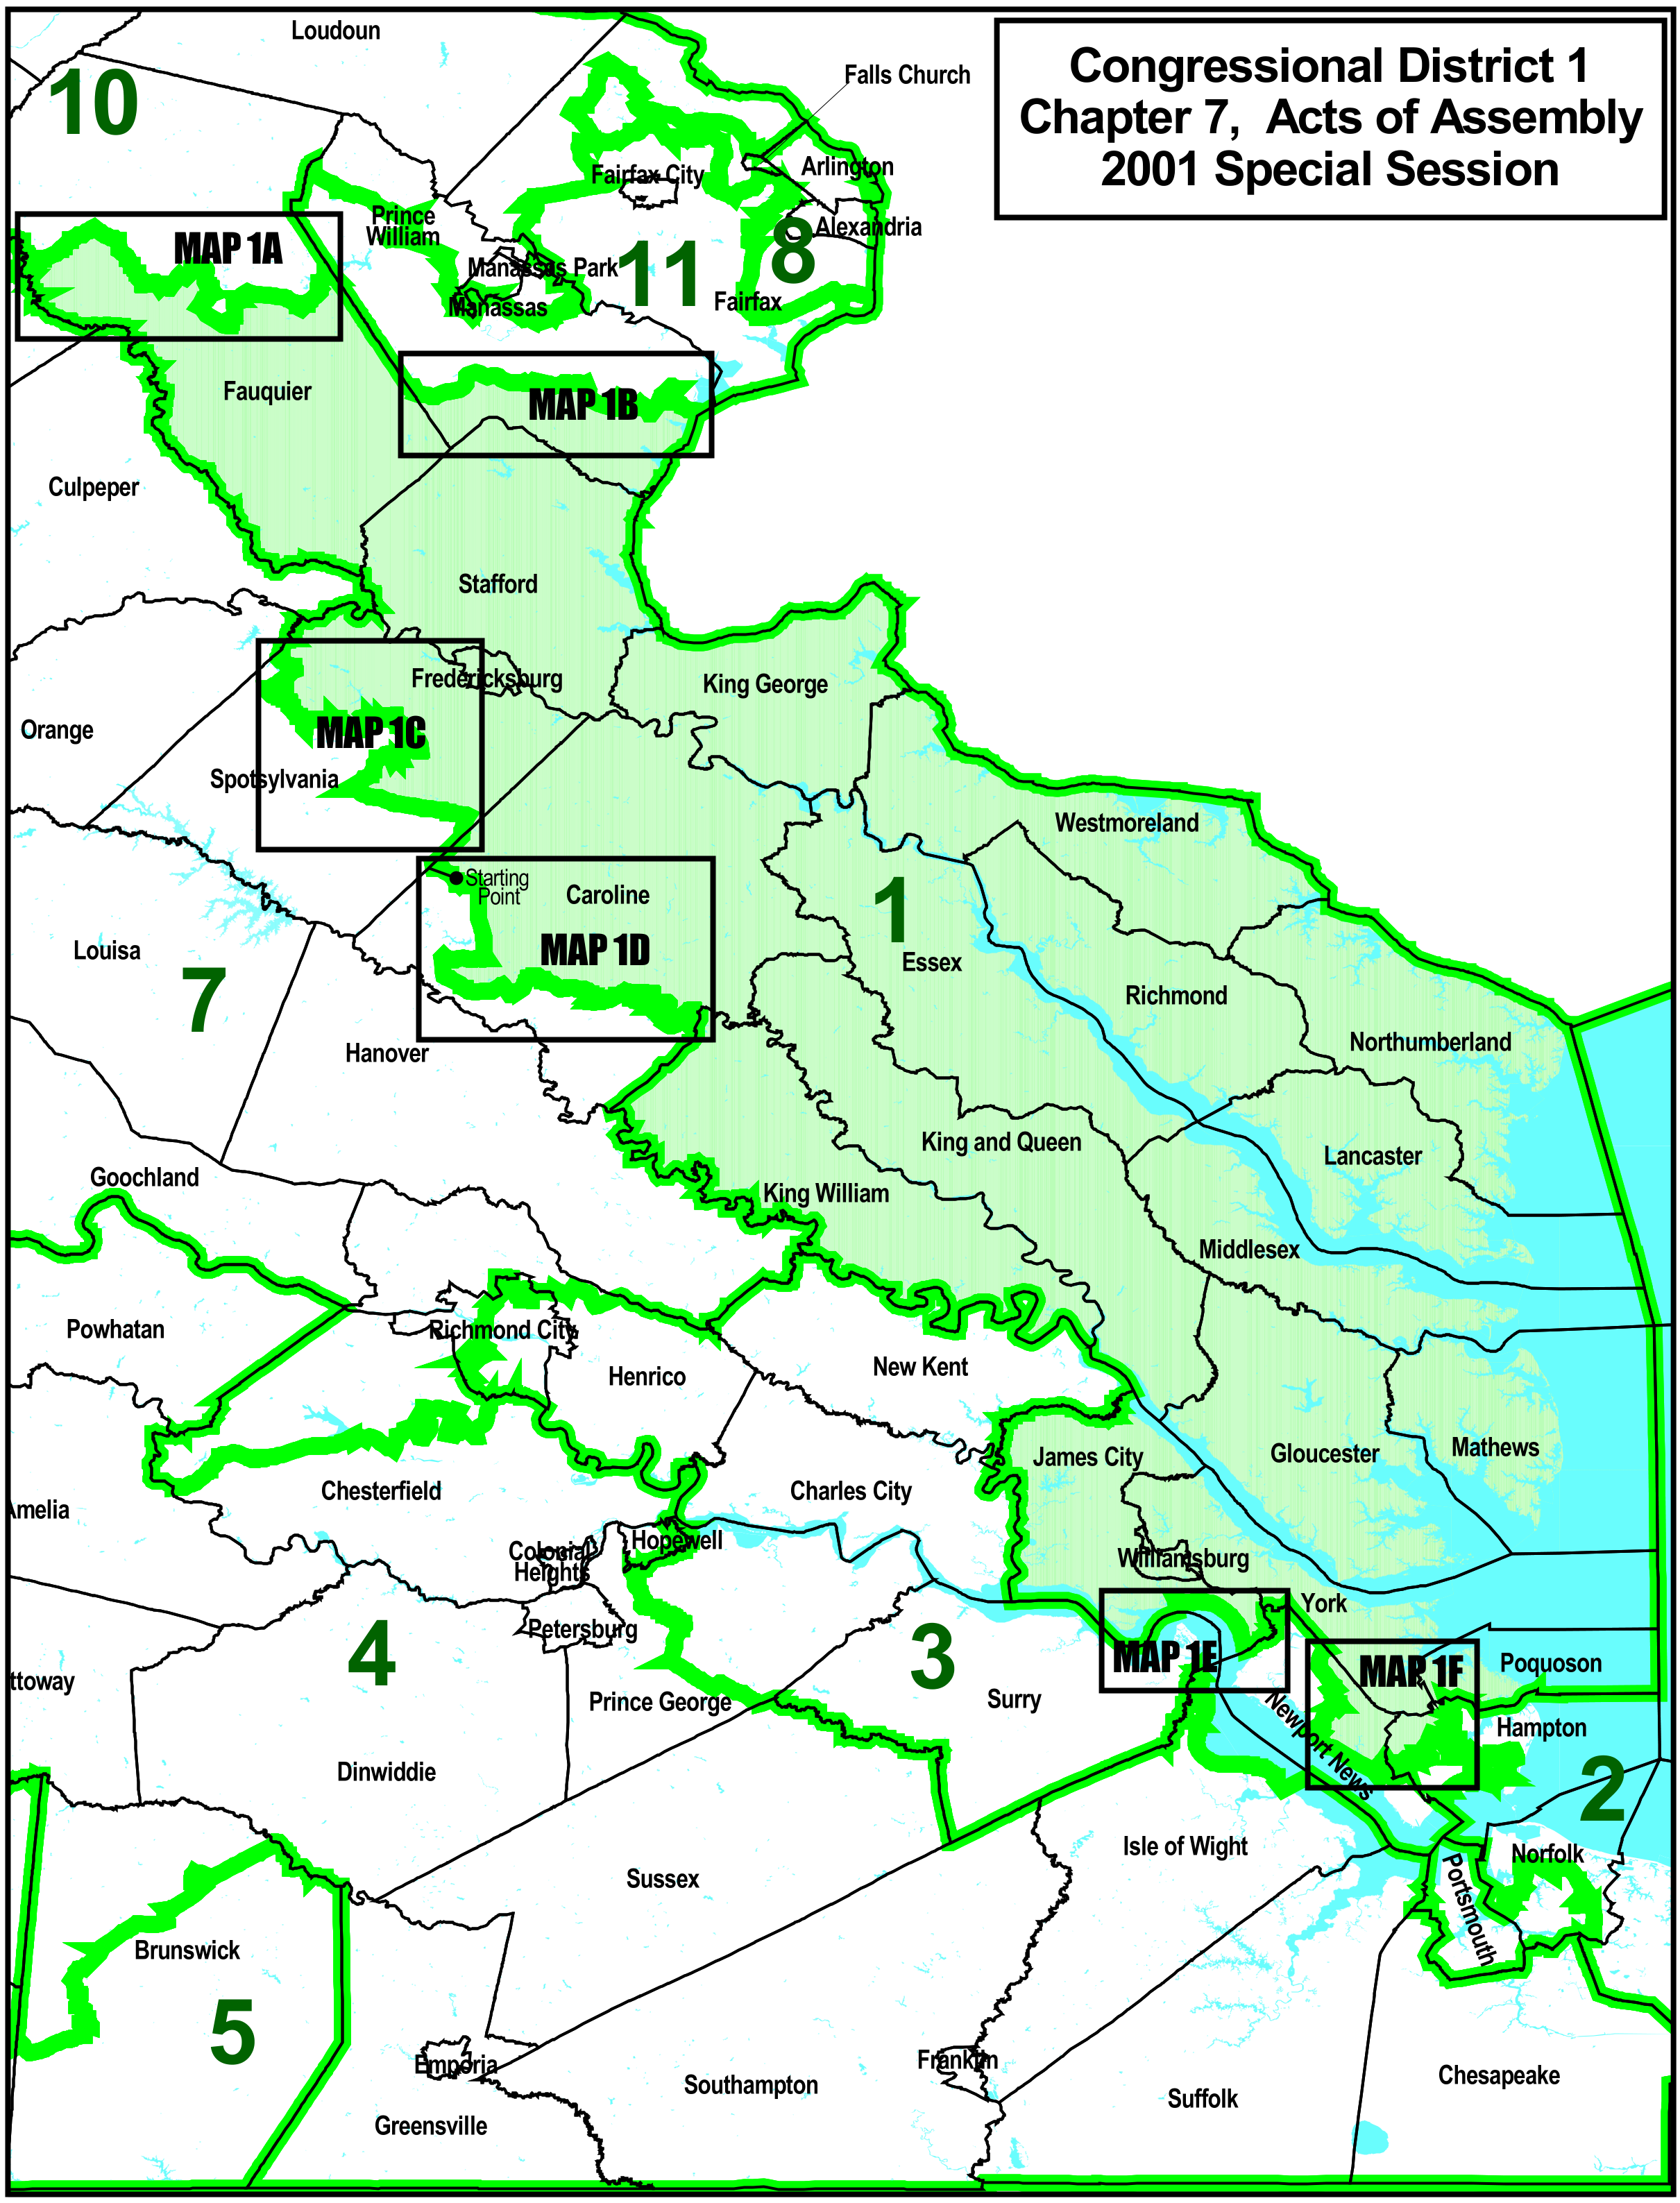 Congressional District 1
Chapter 7, Acts of Assembly
2001 Special Session
Loudoun
10
Falls Church
Arlington
Fairfax City
Prince
William
Alexandria
8
MAP 1A
11
Manassas Park
Fairfax
Manassas
Fauquier
MAP 1B
Culpeper
Stafford
Fredericksburg
King George
Orange
MAP 1C
Spotsylvania
Westmoreland
Starting
Point
Caroline
1
MAP 1D
Louisa
Essex
7
Richmond
Hanover
Northumberland
King and Queen
Lancaster
Goochland
King William
Middlesex
Powhatan
Richmond City
Henrico
New Kent
James City
Gloucester
Mathews
Chesterfield
Charles City
Amelia
Hopewell
Colonial
Heights
Williamsburg
York
Petersburg
4
3
MAP 1E
MAP 1F
Poquoson
ttoway
Prince George
Surry
Newport News
Hampton
Dinwiddie
2
Isle of Wight
Norfolk
Sussex
Portsmouth
Brunswick
5
Emporia
Franklin
Southampton
Suffolk
Chesapeake
Greensville